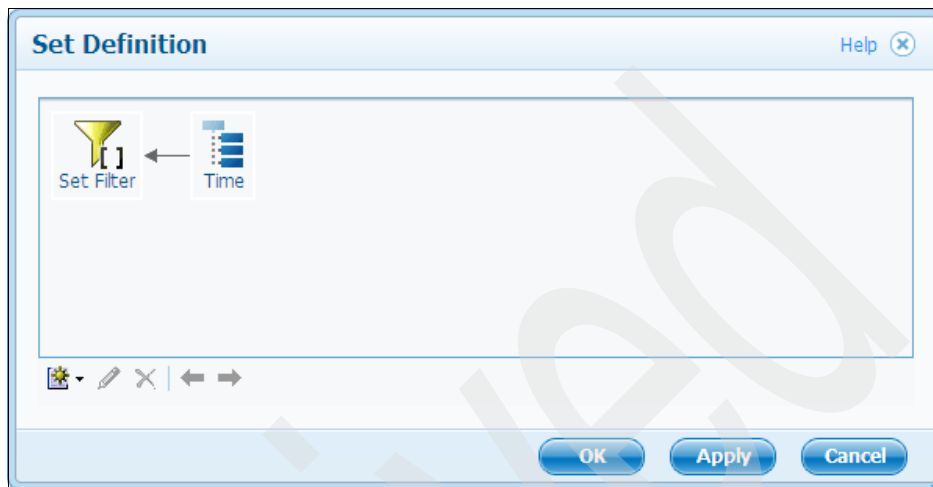 Set Definition
Help
[ ]
Set Filter
Time
OK
Apply
Cancel